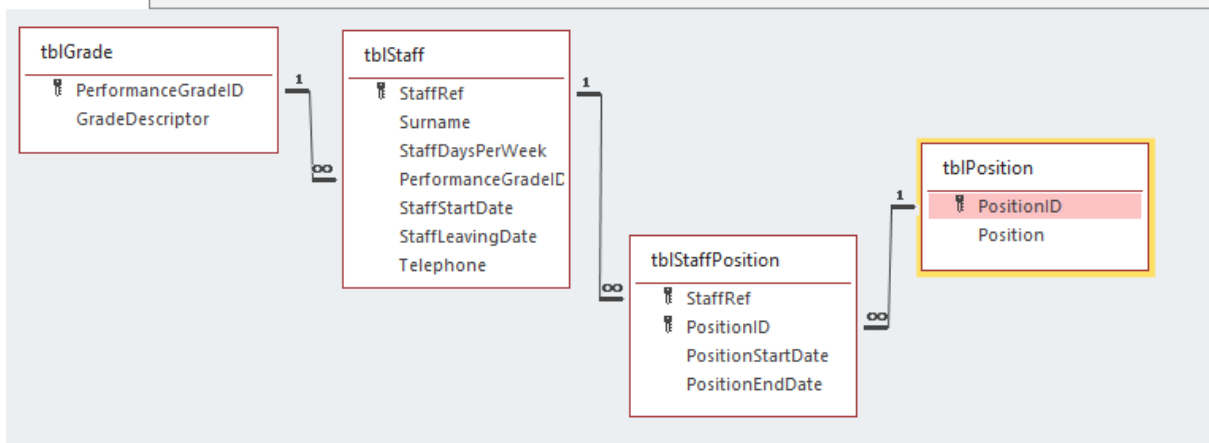 tblGrade
PerformanceGradeID
GradeDescriptor
1
∞
tblStaff
StaffRef
Surname
StaffDaysPerWeek
PerformanceGradeID
StaffStartDate
StaffLeavingDate
Telephone
1
∞
tblStaffPosition
StaffRef
PositionID
PositionStartDate
PositionEndDate
1
∞
tblPosition
PositionID
Position